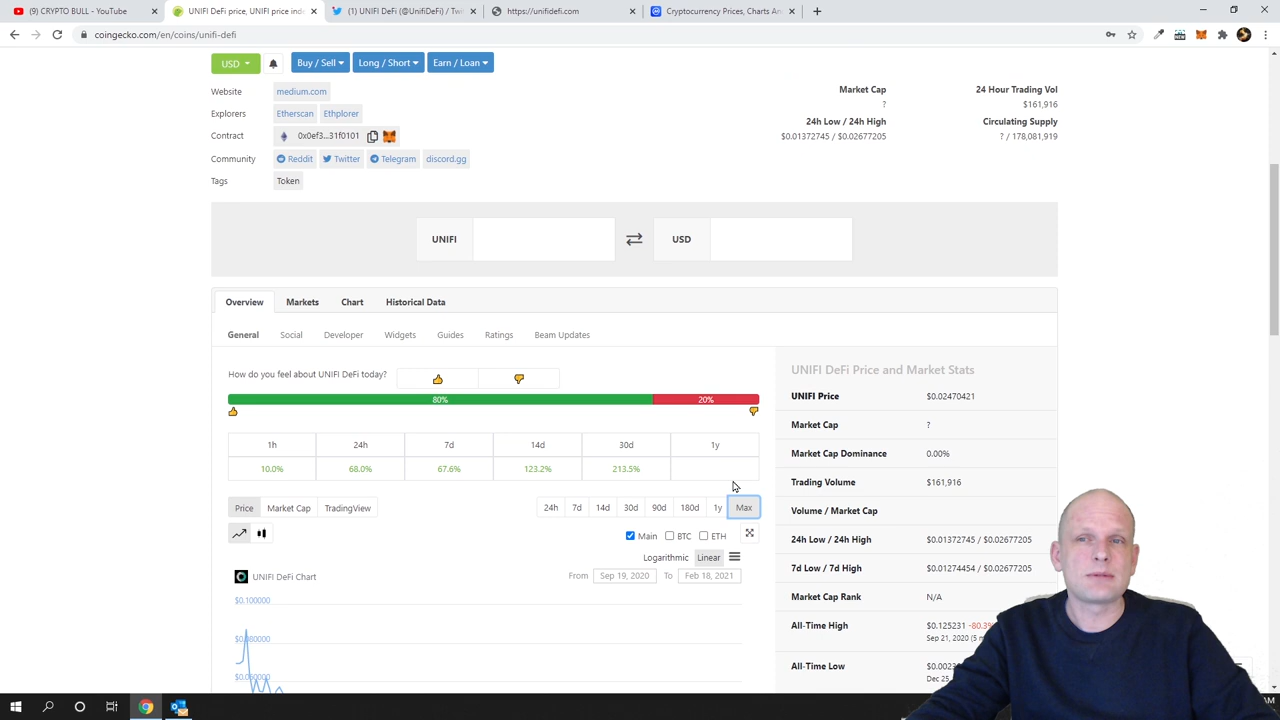 (9) CRYPTO BULL - YouTube
UNIFI DeFi price, UNIFI price ind
(1) UNIFI DeFi (@UnifiDeFi) / Twi
https://unifidefi.com
Cryptocurrency Prices, Charts An
coingecko.com/en/coins/unifi-defi
USD
Buy / Sell
Long / Short
Earn / Loan
Website
medium.com
Market Cap
24 Hour Trading Vol
?
$161,916
Explorers
Etherscan
Ethplorer
24h Low / 24h High
Circulating Supply
Contract
0x0ef3...31f0101
$0.01372745 / $0.02677205
? / 178,081,919
Community
Reddit
Twitter
Telegram
discord.gg
Tags
Token
UNIFI
USD
Overview
Markets
Chart
Historical Data
General
Social
Developer
Widgets
Guides
Ratings
Beam Updates
How do you feel about UNIFI DeFi today?
80%
20%
1h
24h
7d
14d
30d
1y
10.0%
68.0%
67.6%
123.2%
213.5%
Price
Market Cap
TradingView
24h
7d
14d
30d
90d
180d
1y
Max
Main
BTC
ETH
Logarithmic
Linear
UNIFI DeFi Chart
From
Sep 19, 2020
To
Feb 18, 2021
$0.100000
$0.080000
$0.060000
UNIFI DeFi Price and Market Stats
UNIFI Price
$0.02470421
Market Cap
?
Market Cap Dominance
0.00%
Trading Volume
$161,916
Volume / Market Cap
24h Low / 24h High
$0.01372745 / $0.02677205
7d Low / 7d High
$0.01274454 / $0.02677205
Market Cap Rank
N/A
All-Time High
$0.125231
Sep 21, 2020 (5 m
All-Time Low
Dec 25,